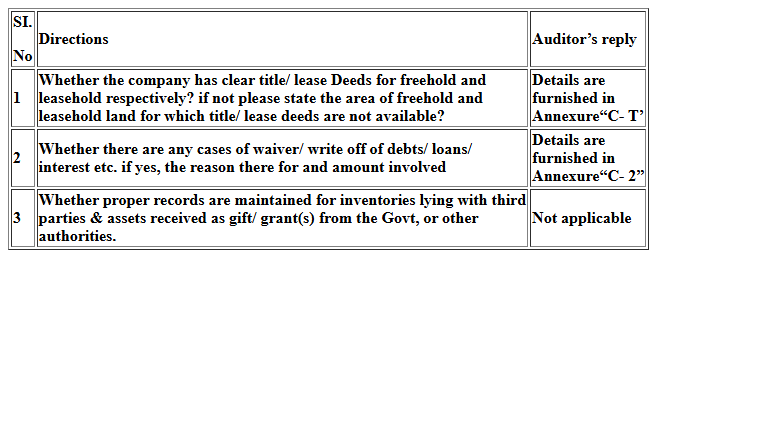 SI.
No
Directions
Auditor’s reply
1
Whether the company has clear title/ lease Deeds for freehold and
leasehold respectively? if not please state the area of freehold and
leasehold land for which title/ lease deeds are not available?
Details are
furnished in
Annexure“C- T’
2
Whether there are any cases of waiver/ write off of debts/ loans/
interest etc. if yes, the reason there for and amount involved
Details are
furnished in
Annexure“C- 2”
3
Whether proper records are maintained for inventories lying with third
parties & assets received as gift/ grant(s) from the Govt, or other
authorities.
Not applicable